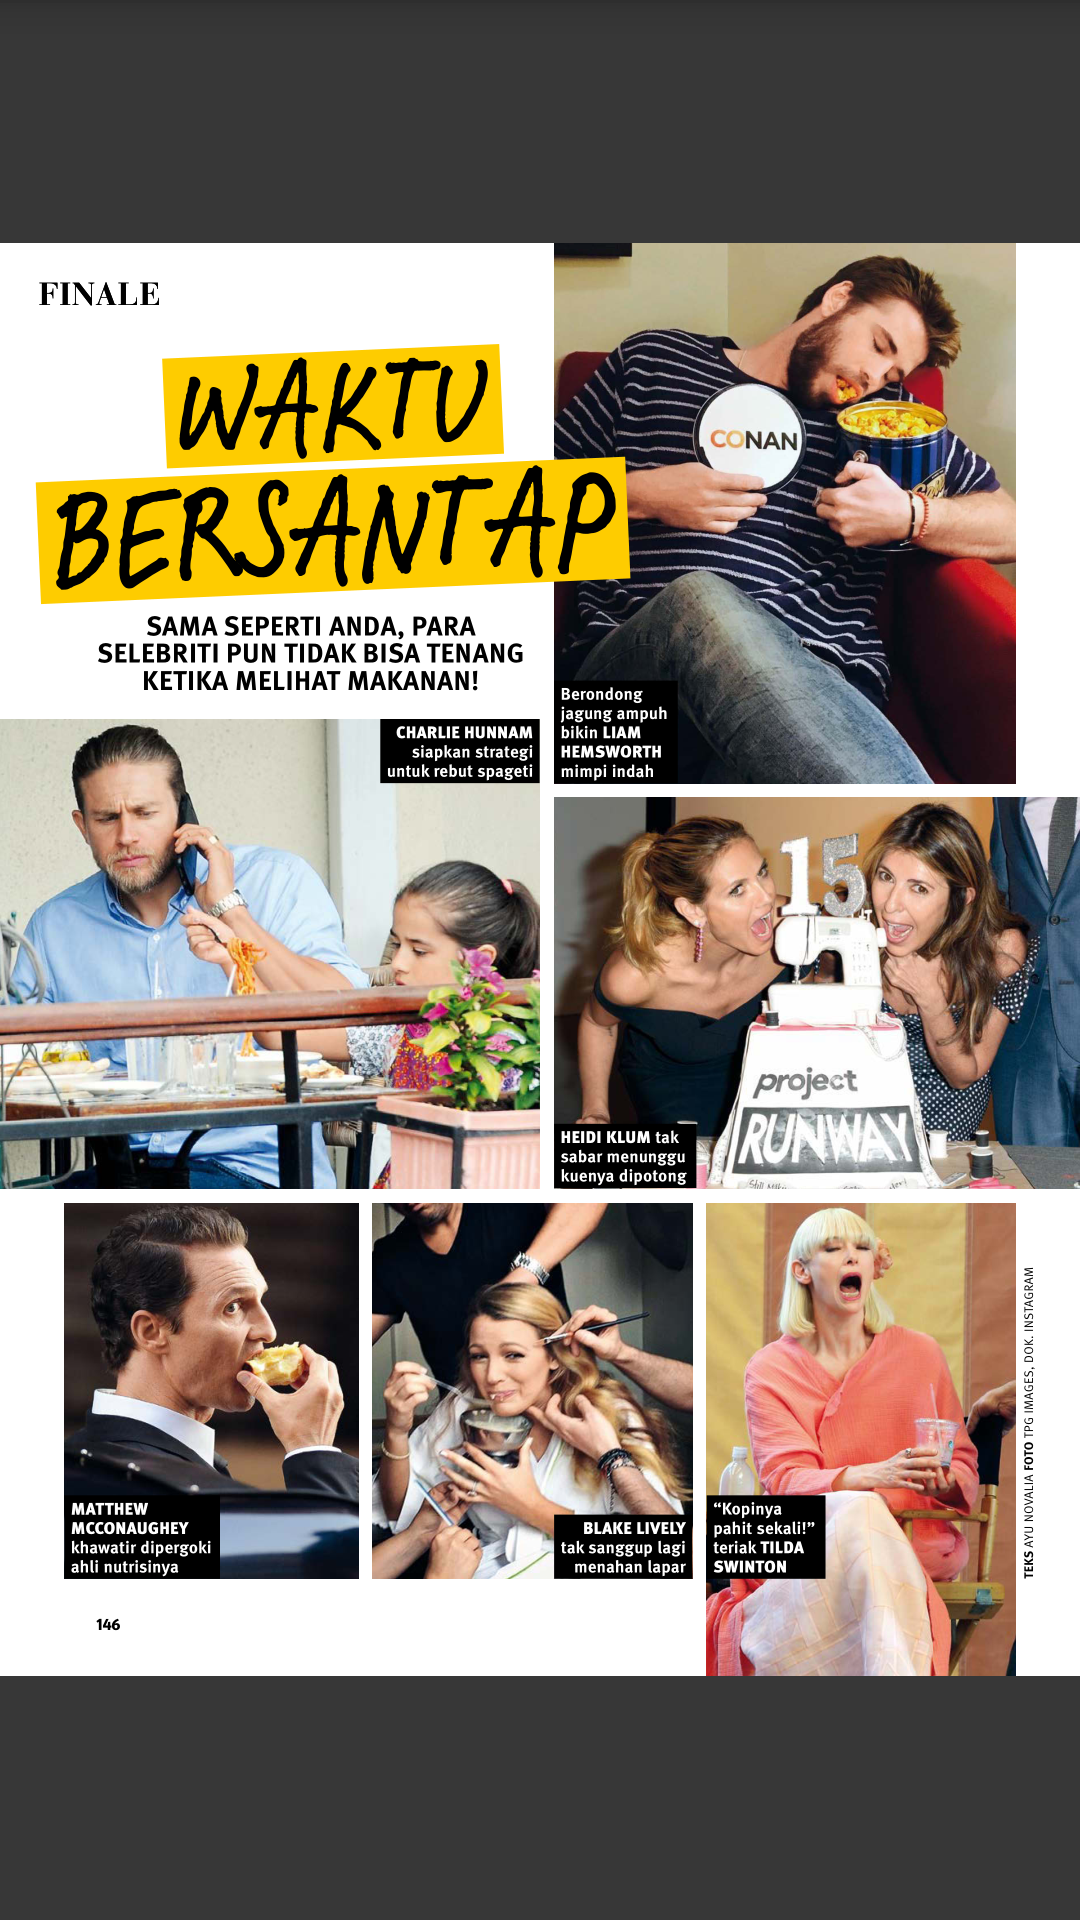 FINALE
WAKTU
BERSANTAP
SAMA SEPERTI ANDA, PARA
SELEBRITI PUN TIDAK BISA TENANG
KETIKA MELIHAT MAKANAN!
CONAN
Berondong
jagung ampuh
bikin LIAM
HEMSWORTH
mimpi indah
CHARLIE HUNNAM
siapkan strategi
untuk rebut spageti
15
project
RUNWAY
HEIDI KLUM tak
sabar menunggu
kuenya dipotong
MATTHEW
MCCONAUGHEY
khawatir dipergoki
ahli nutrisinya
BLAKE LIVELY
tak sanggup lagi
menahan lapar
“Kopinya
pahit sekali!”
teriak TILDA
SWINTON
TEKS AYU NOVALIA FOTO TPG IMAGES, DOK. INSTAGRAM
146